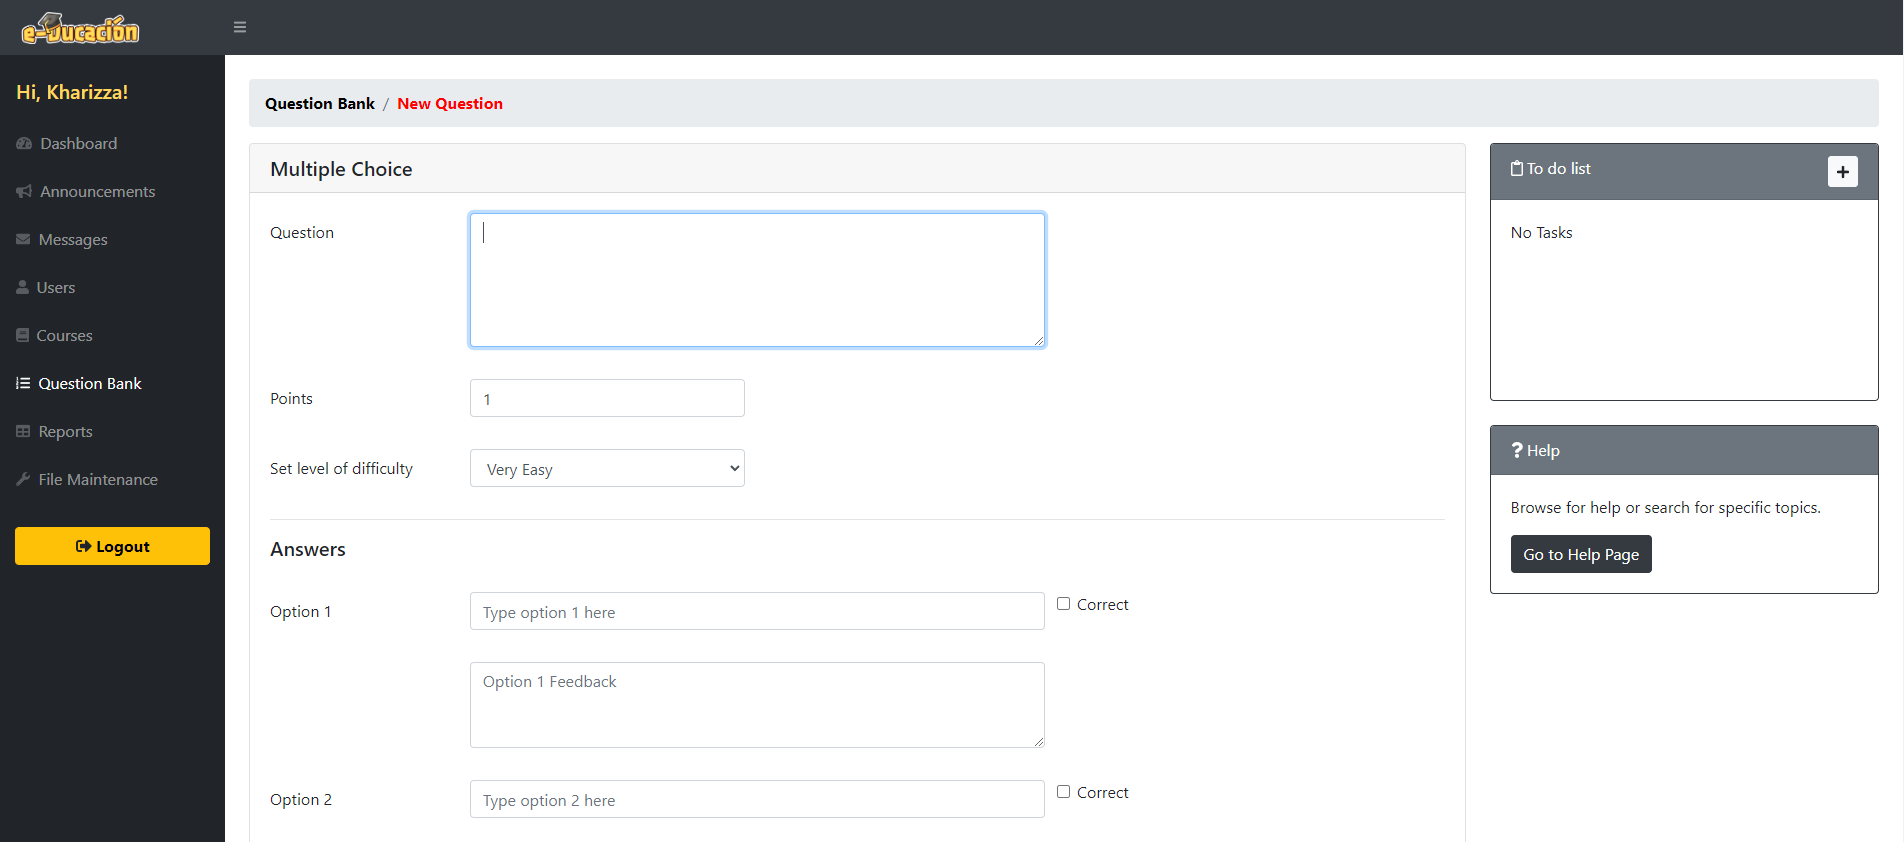 e-Ducación
Hi, Kharizza!
Dashboard
Announcements
Messages
Users
Courses
Question Bank
Reports
File Maintenance
Logout
Question Bank / New Question
Multiple Choice
Question
Points
1
Set level of difficulty
Very Easy
Answers
Option 1
Type option 1 here
Correct
Option 1 Feedback
Option 2
Type option 2 here
Correct
To do list
+
No Tasks
? Help
Browse for help or search for specific topics.
Go to Help Page